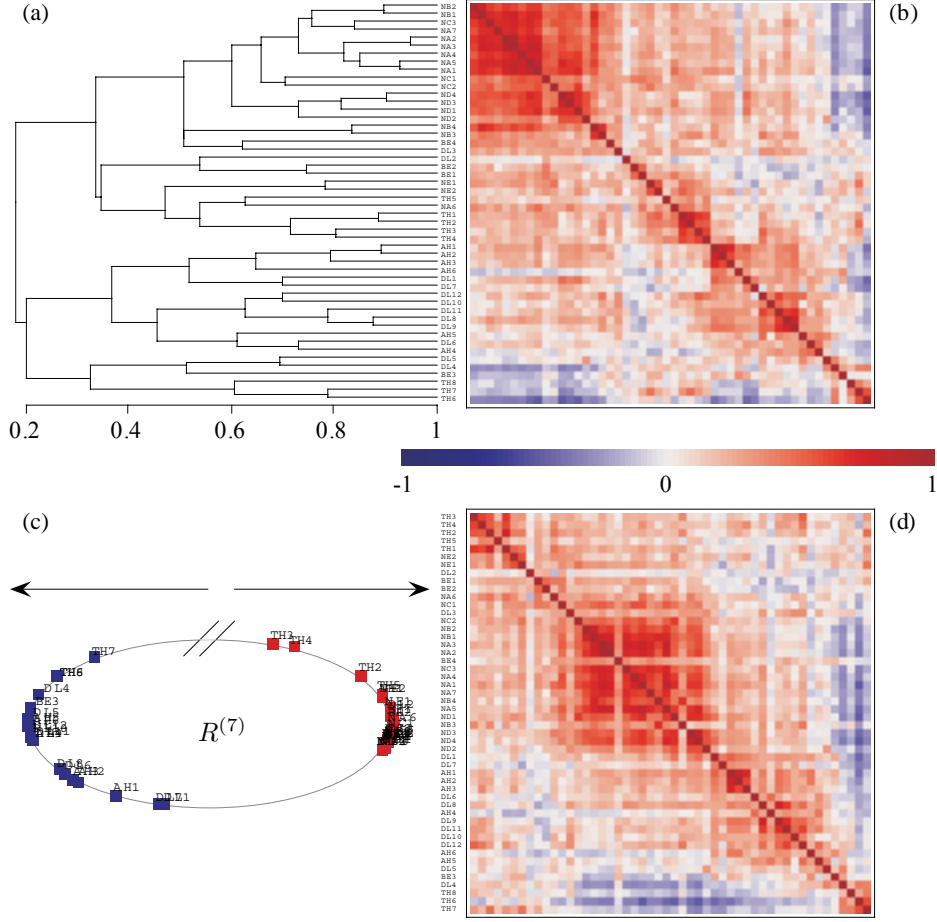 (a)
(b)
NB2
NB1
NC3
NA7
NA2
NA3
NA4
NA5
NA1
NC1
NC2
ND4
ND3
ND1
ND2
NB4
NB3
BE4
DL3
DL2
BE2
BE1
NE1
NE2
TH5
NA6
TH1
TH2
TH3
TH4
AH1
AH2
AH3
AH6
DL1
DL7
DL12
DL10
DL11
DL8
DL9
AH5
DL6
AH4
DL5
DL4
BE3
TH8
TH7
TH6
0.2 0.4 0.6 0.8 1
-1 0 1
(c)
(d)
TH3
TH4
TH2
TH5
TH1
NE2
NE1
DL2
BE1
BE2
NA6
NC1
DL3
NC2
NB2
NB1
NA3
NA2
BE4
NC3
NA4
NA1
NA7
NB4
NA5
ND1
NB3
ND3
ND4
ND2
DL1
DL7
AH1
AH2
AH3
DL6
DL8
AH4
DL9
DL11
DL10
DL12
AH6
AH5
DL5
BE3
DL4
TH8
TH6
TH7
TH3
TH4
TH7
TH2
DL4
BE3
R(7)
AH1